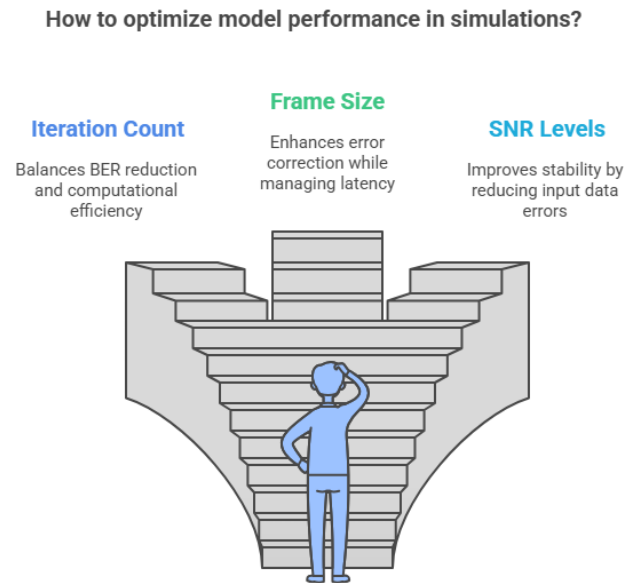 How to optimize model performance in simulations?
Iteration Count
Balances BER reduction
and computational
efficiency
Frame Size
Enhances error
correction while
managing latency
SNR Levels
Improves stability by
reducing input data
errors